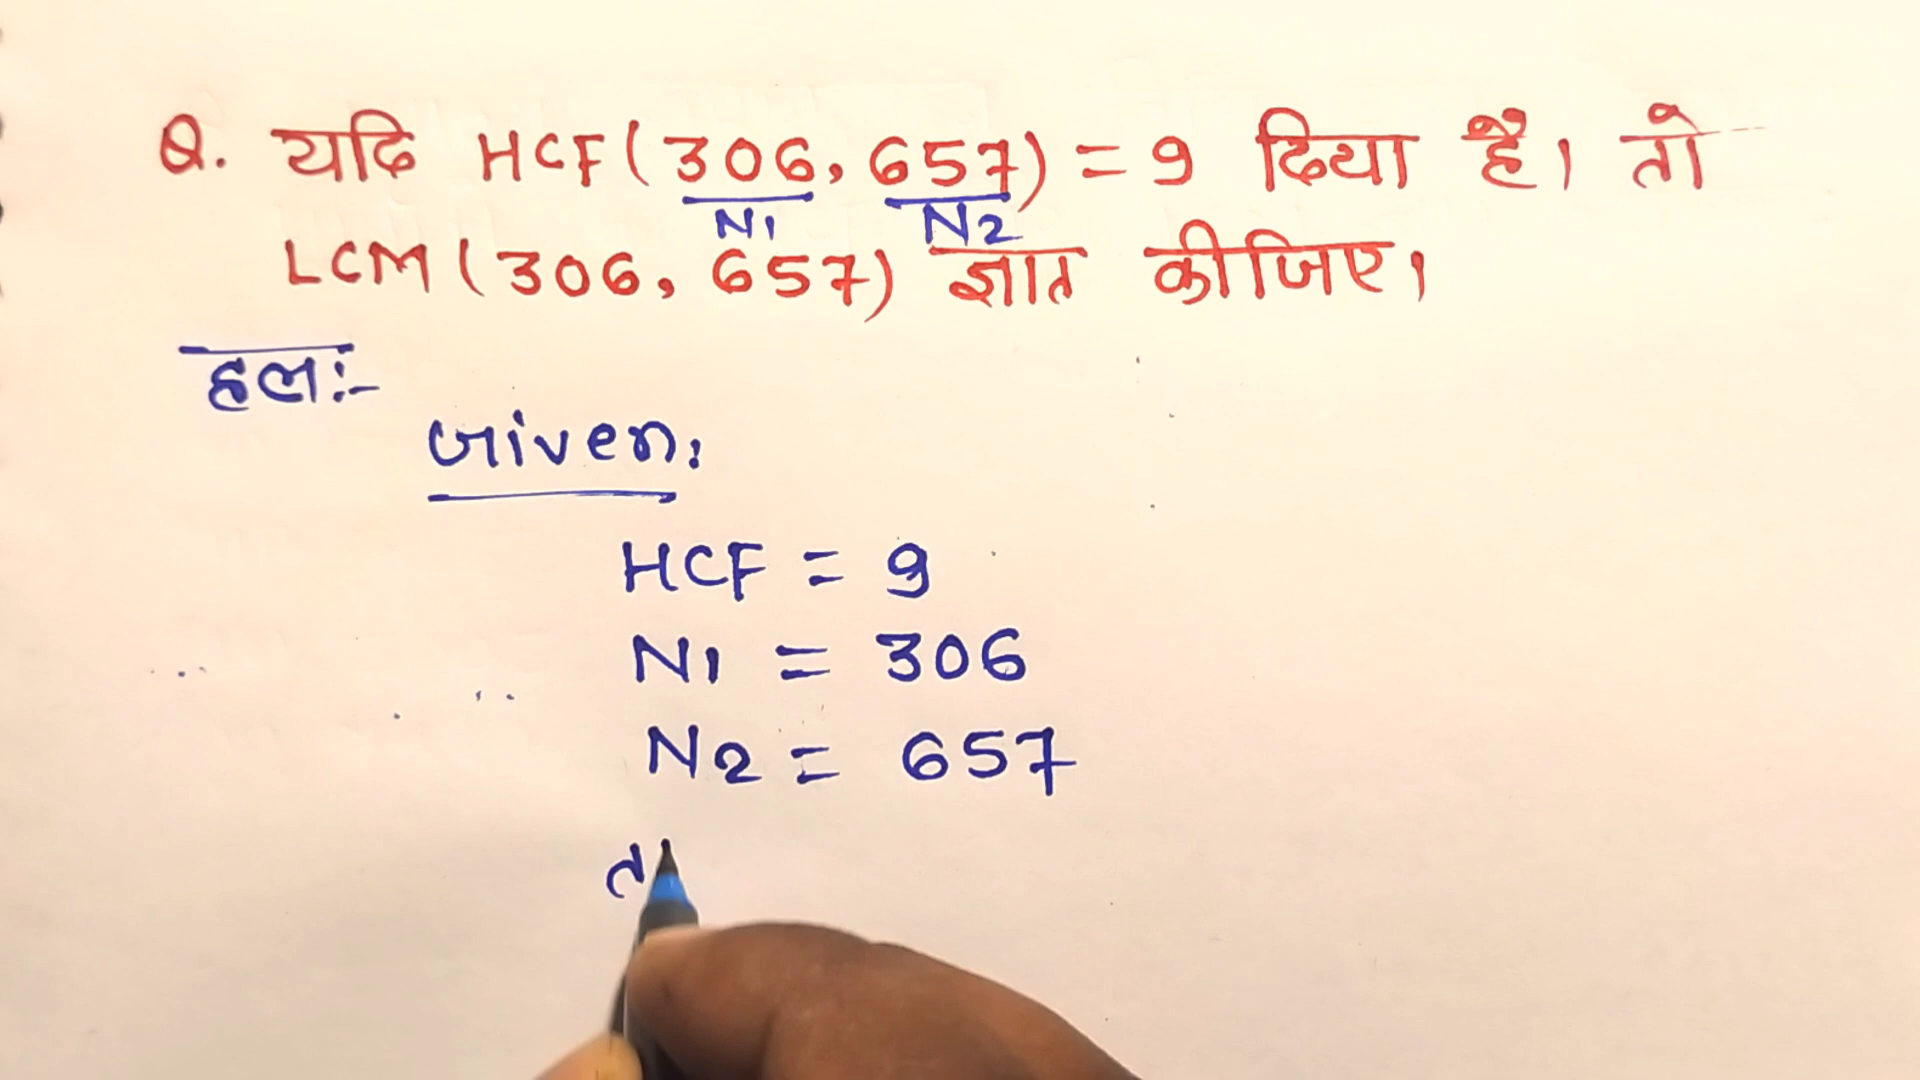 Q. यदि HCF(306, 657) = 9 दिया है। तो
N1 N2
LCM(306, 657) ज्ञात कीजिए।
हलः-
Given:
HCF = 9
N1 = 306
N2 = 657
त